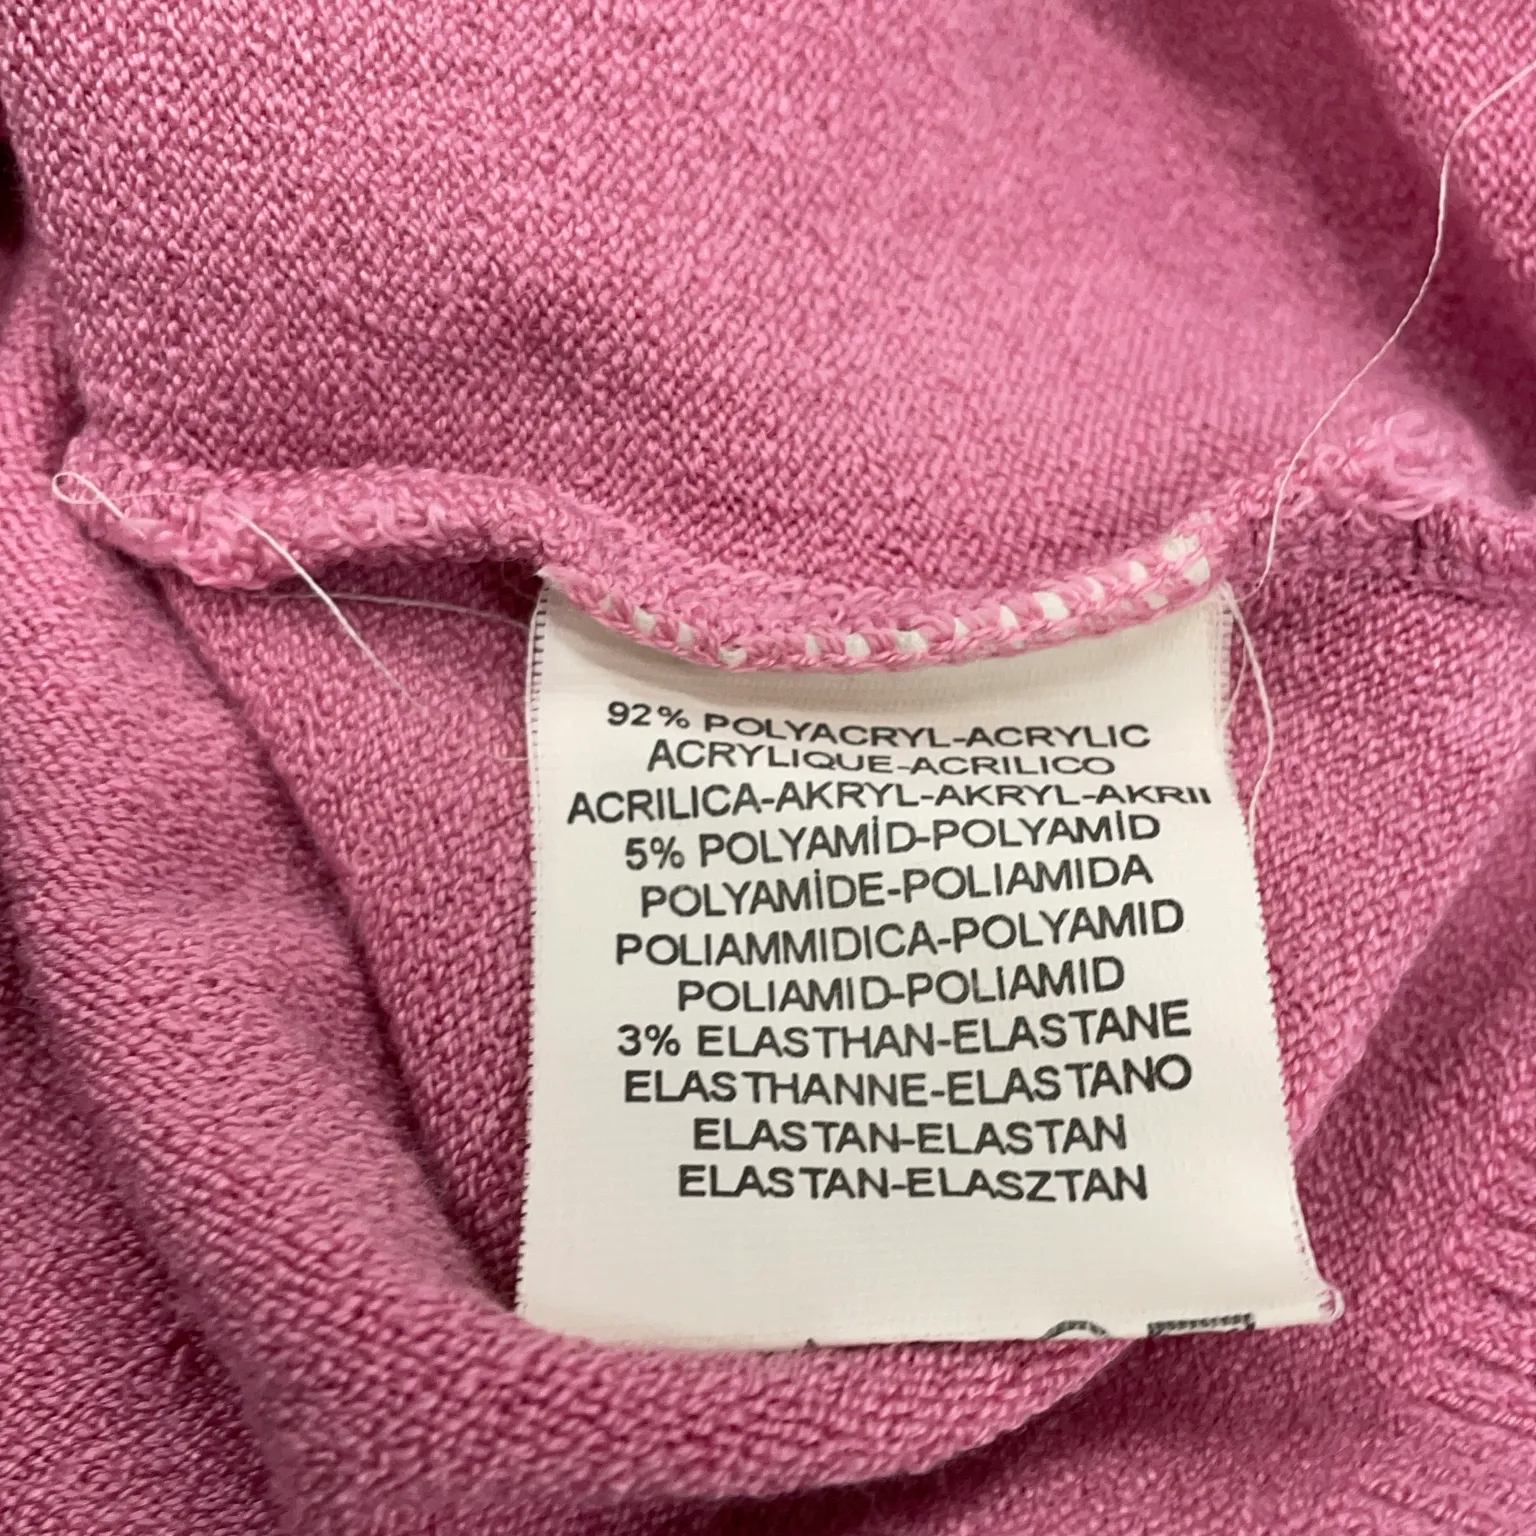 92% POLYACRYL-ACRYLIC
ACRYLIQUE-ACRILICO
ACRILICA-AKRYL-AKRYL-AKRII
5% POLYAMİD-POLYAMİD
POLYAMİDE-POLIAMIDA
POLIAMMIDICA-POLYAMID
POLIAMID-POLIAMID
3% ELASTHAN-ELASTANE
ELASTHANNE-ELASTANO
ELASTAN-ELASTAN
ELASTAN-ELASZTAN